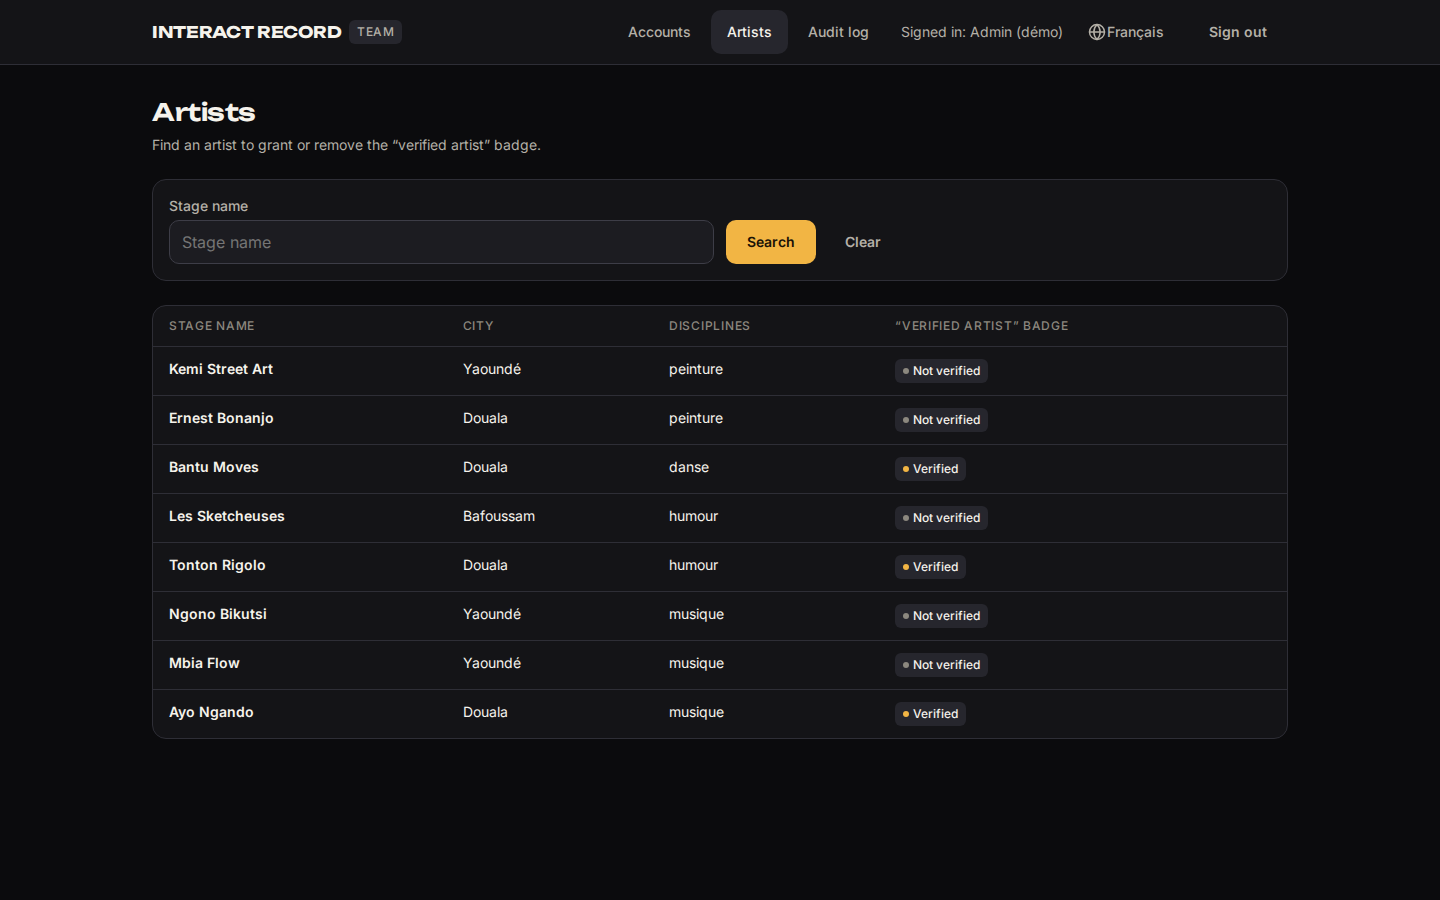 INTERACT RECORD TEAM Accounts Artists Audit log Signed in: Admin (démo) Français Sign out
Artists
Find an artist to grant or remove the “verified artist” badge.
Stage name
Stage name Search Clear
STAGE NAME CITY DISCIPLINES “VERIFIED ARTIST” BADGE
Kemi Street Art Yaoundé peinture Not verified
Ernest Bonanjo Douala peinture Not verified
Bantu Moves Douala danse Verified
Les Sketcheuses Bafoussam humour Not verified
Tonton Rigolo Douala humour Verified
Ngono Bikutsi Yaoundé musique Not verified
Mbia Flow Yaoundé musique Not verified
Ayo Ngando Douala musique Verified